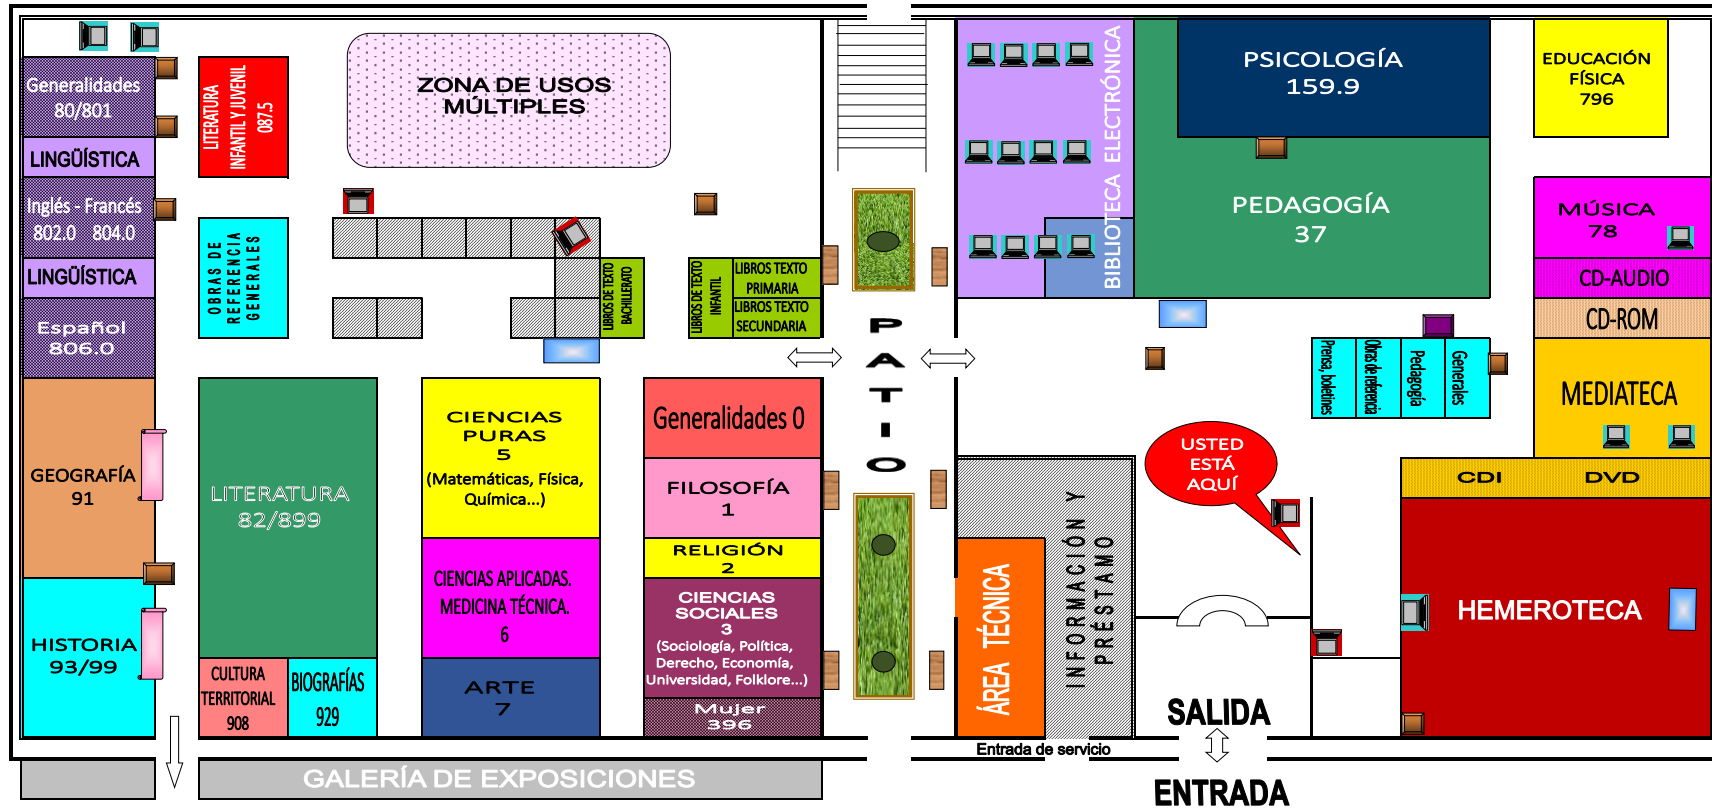 Generalidades
80/801
LINGÜÍSTICA
Inglés - Francés
802.0 804.0
LINGÜÍSTICA
Español
806.0
GEOGRAFÍA
91
HISTORIA
93/99
LITERATURA
INFANTIL Y JUVENIL
087.5
OBRAS DE
REFERENCIA
GENERALES
LITERATURA
82/899
CULTURA
TERRITORIAL
908
BIOGRAFÍAS
929
ZONA DE USOS
MÚLTIPLES
LIBROS DE TEXTO
BACHILLERATO
LIBROS DE TEXTO
INFANTIL
LIBROS TEXTO
PRIMARIA
LIBROS TEXTO
SECUNDARIA
CIENCIAS
PURAS
5
(Matemáticas, Física,
Química...)
CIENCIAS APLICADAS.
MEDICINA TÉCNICA.
6
ARTE
7
Generalidades 0
FILOSOFÍA
1
RELIGIÓN
2
CIENCIAS
SOCIALES
3
(Sociología, Política,
Derecho, Economía,
Universidad, Folklore...)
Mujer
396
GALERÍA DE EXPOSICIONES
PATIO
BIBLIOTECA ELECTRÓNICA
PSICOLOGÍA
159.9
PEDAGOGÍA
37
EDUCACIÓN
FÍSICA
796
MÚSICA
78
CD-AUDIO
CD-ROM
MEDIATECA
CDI DVD
Prensa, boletines
Obras de referencia
Pedagogía
Generales
USTED
ESTÁ
AQUÍ
HEMEROTECA
ÁREA TÉCNICA
INFORMACIÓN Y
PRÉSTAMO
SALIDA
Entrada de servicio
ENTRADA